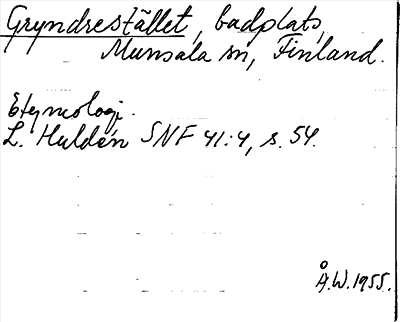 Gryndrestället, badplats,
Munsala sn, Finland.
Etymologi.
L. Huldén SNF 41:4, s. 54.
Å.W. 1955.